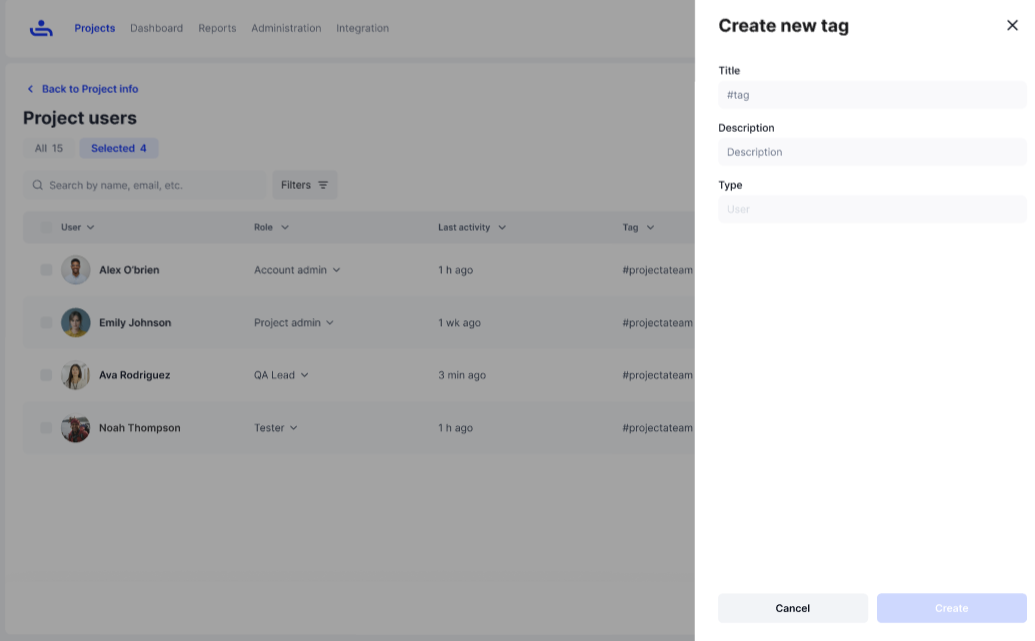 Projects Dashboard Reports Administration Integration
Back to Project info
Project users
All 15 Selected 4
Search by name, email, etc. Filters
User Role Last activity Tag
Alex O'brien Account admin 1 h ago #projectateam
Emily Johnson Project admin 1 wk ago #projectateam
Ava Rodriguez QA Lead 3 min ago #projectateam
Noah Thompson Tester 1 h ago #projectateam
Create new tag
Title
#tag
Description
Description
Type
User
Cancel Create